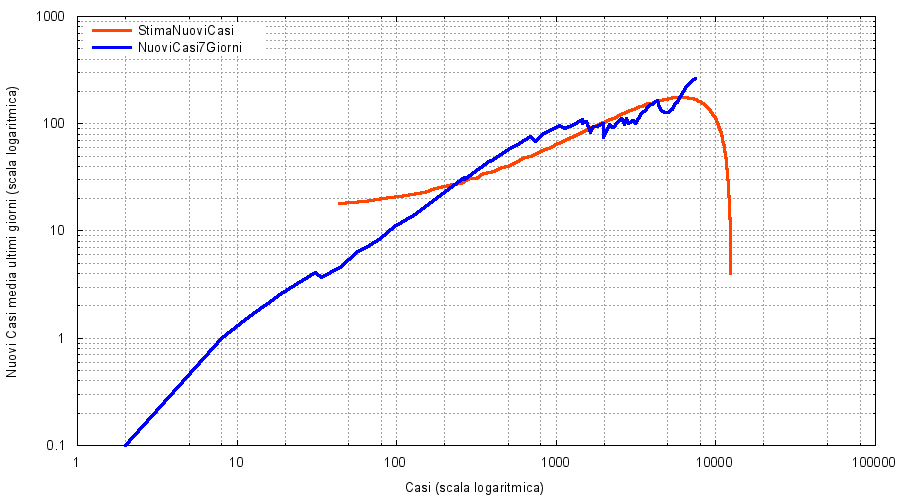 1000
StimaNuoviCasi
NuoviCasi7Giorni
100
10
1
0.1
Nuovi Casi media ultimi giorni (scala logaritmica)
1 10 100 1000 10000 100000
Casi (scala logaritmica)